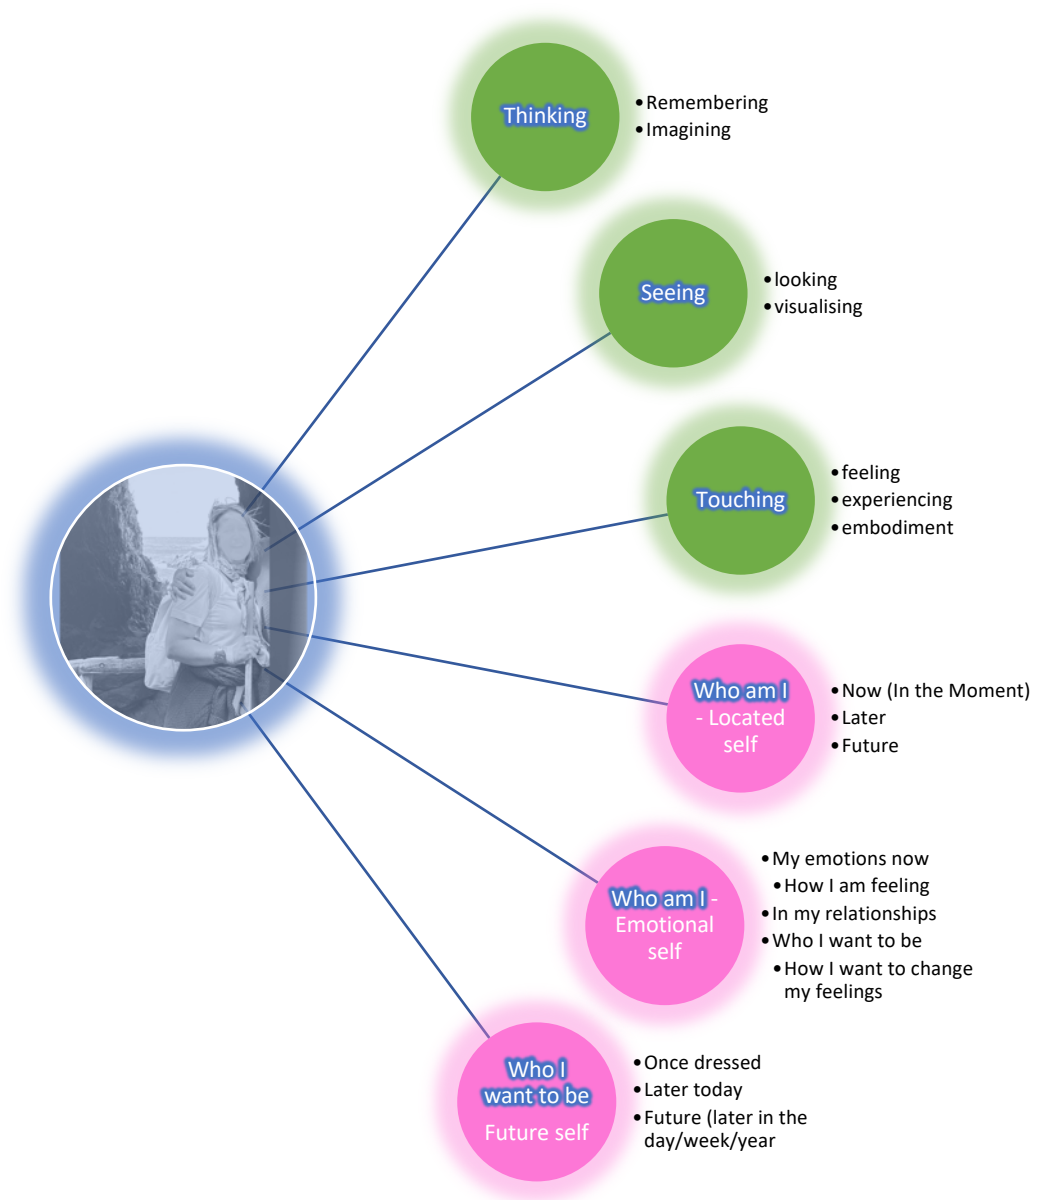 Thinking
•Remembering
•Imagining
Seeing
•looking
•visualising
Touching
•feeling
•experiencing
•embodiment
Who am I
- Located
self
•Now (In the Moment)
•Later
•Future
Who am I -
Emotional
self
•My emotions now
•How I am feeling
•In my relationships
•Who I want to be
•How I want to change
my feelings
Who I
want to be
Future self
•Once dressed
•Later today
•Future (later in the
day/week/year